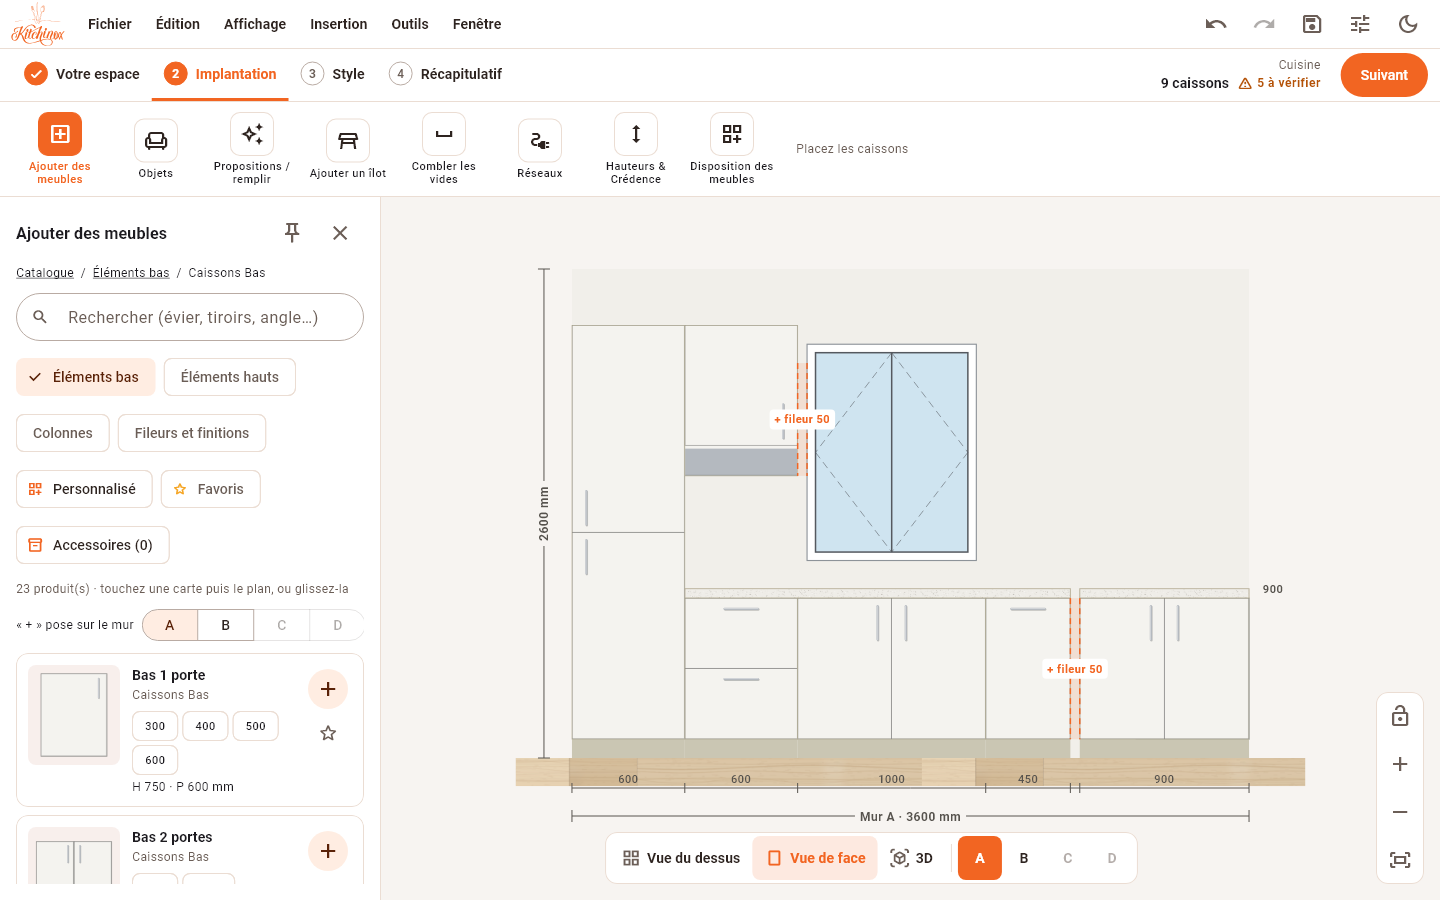 Kitchinox
Fichier
Édition
Affichage
Insertion
Outils
Fenêtre
Votre espace
2 Implantation
3 Style
4 Récapitulatif
Cuisine
9 caissons
5 à vérifier
Suivant
Ajouter des
meubles
Objets
Propositions /
remplir
Ajouter un îlot
Combler les
vides
Réseaux
Hauteurs &
Crédence
Disposition des
meubles
Placez les caissons
Ajouter des meubles
Catalogue / Éléments bas / Caissons Bas
Rechercher (évier, tiroirs, angle…)
Éléments bas
Éléments hauts
Colonnes
Fileurs et finitions
Personnalisé
Favoris
Accessoires (0)
23 produit(s) · touchez une carte puis le plan, ou glissez-la
« + » pose sur le mur
A
B
C
D
Bas 1 porte
Caissons Bas
300
400
500
600
H 750 · P 600 mm
Bas 2 portes
Caissons Bas
2600 mm
+ fileur 50
900
+ fileur 50
600
600
1000
450
900
Mur A · 3600 mm
Vue du dessus
Vue de face
3D
A
B
C
D